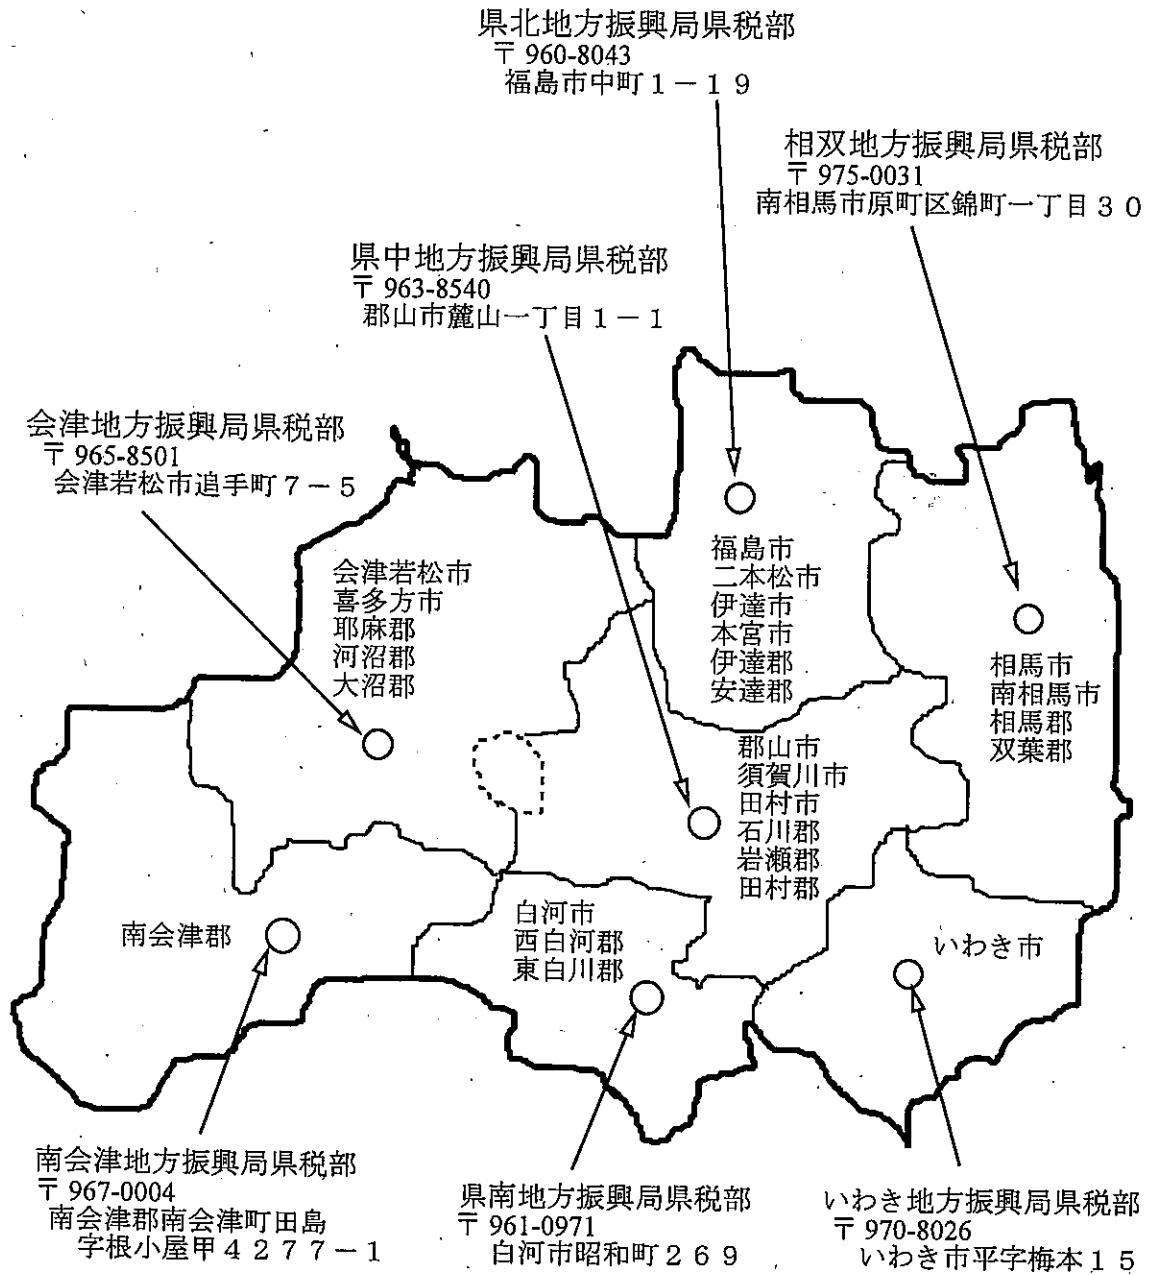 県北地方振興局県税部
〒960-8043
福島市中町1－19
相双地方振興局県税部
〒975-0031
南相馬市原町区錦町一丁目30
県中地方振興局県税部
〒963-8540
郡山市麓山一丁目1－1
会津地方振興局県税部
〒965-8501
会津若松市追手町7－5
会津若松市
喜多方市
耶麻郡
河沼郡
大沼郡
福島市
二本松市
伊達市
本宮市
伊達郡
安達郡
相馬市
南相馬市
相馬郡
双葉郡
郡山市
須賀川市
田村市
石川郡
岩瀬郡
田村郡
南会津郡
白河市
西白河郡
東白川郡
いわき市
南会津地方振興局県税部
〒967-0004
南会津郡南会津町田島
字根小屋甲4277－1
県南地方振興局県税部
〒961-0971
白河市昭和町269
いわき地方振興局県税部
〒970-8026
いわき市平字梅本15